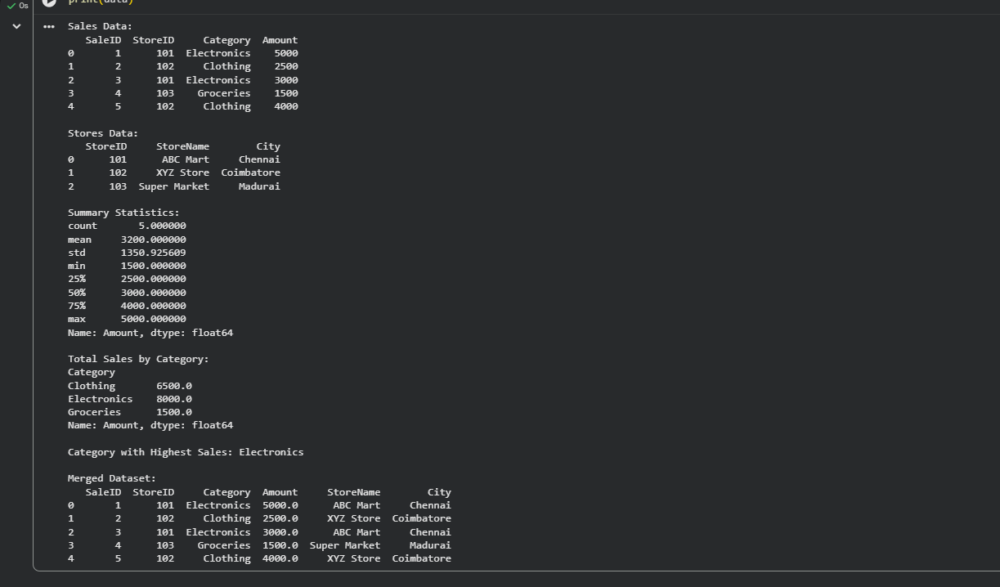 0s
print(data)
Sales Data:
   SaleID  StoreID     Category  Amount
0       1      101  Electronics    5000
1       2      102     Clothing    2500
2       3      101  Electronics    3000
3       4      103    Groceries    1500
4       5      102     Clothing    4000
Stores Data:
   StoreID     StoreName        City
0      101      ABC Mart     Chennai
1      102     XYZ Store  Coimbatore
2      103  Super Market     Madurai
Summary Statistics:
count       5.000000
mean     3200.000000
std      1350.925609
min      1500.000000
25%      2500.000000
50%      3000.000000
75%      4000.000000
max      5000.000000
Name: Amount, dtype: float64
Total Sales by Category:
Category
Clothing       6500.0
Electronics    8000.0
Groceries      1500.0
Name: Amount, dtype: float64
Category with Highest Sales: Electronics
Merged Dataset:
   SaleID  StoreID     Category  Amount     StoreName        City
0       1      101  Electronics  5000.0      ABC Mart     Chennai
1       2      102     Clothing  2500.0     XYZ Store  Coimbatore
2       3      101  Electronics  3000.0      ABC Mart     Chennai
3       4      103    Groceries  1500.0  Super Market     Madurai
4       5      102     Clothing  4000.0     XYZ Store  Coimbatore